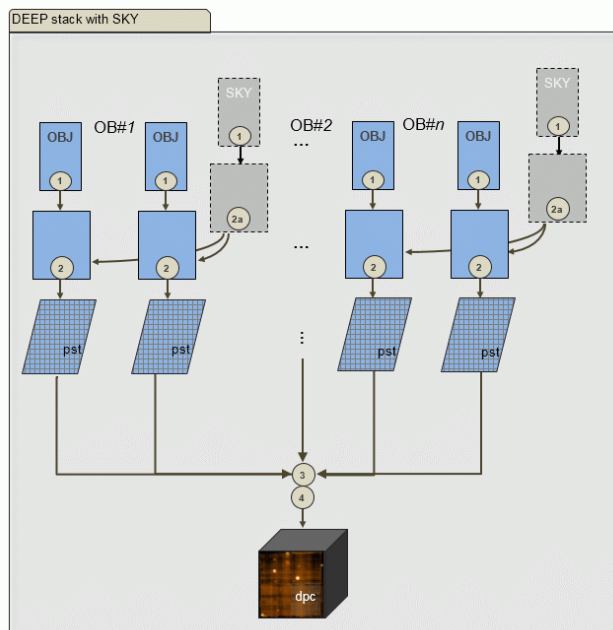 DEEP stack with SKY
SKY
SKY
OB#1
OB#2
OB#n
OBJ
OBJ
OBJ
OBJ
1
1
1
1
1
1
...
2a
2a
...
2
2
2
2
pst
pst
...
pst
pst
3
4
dpc